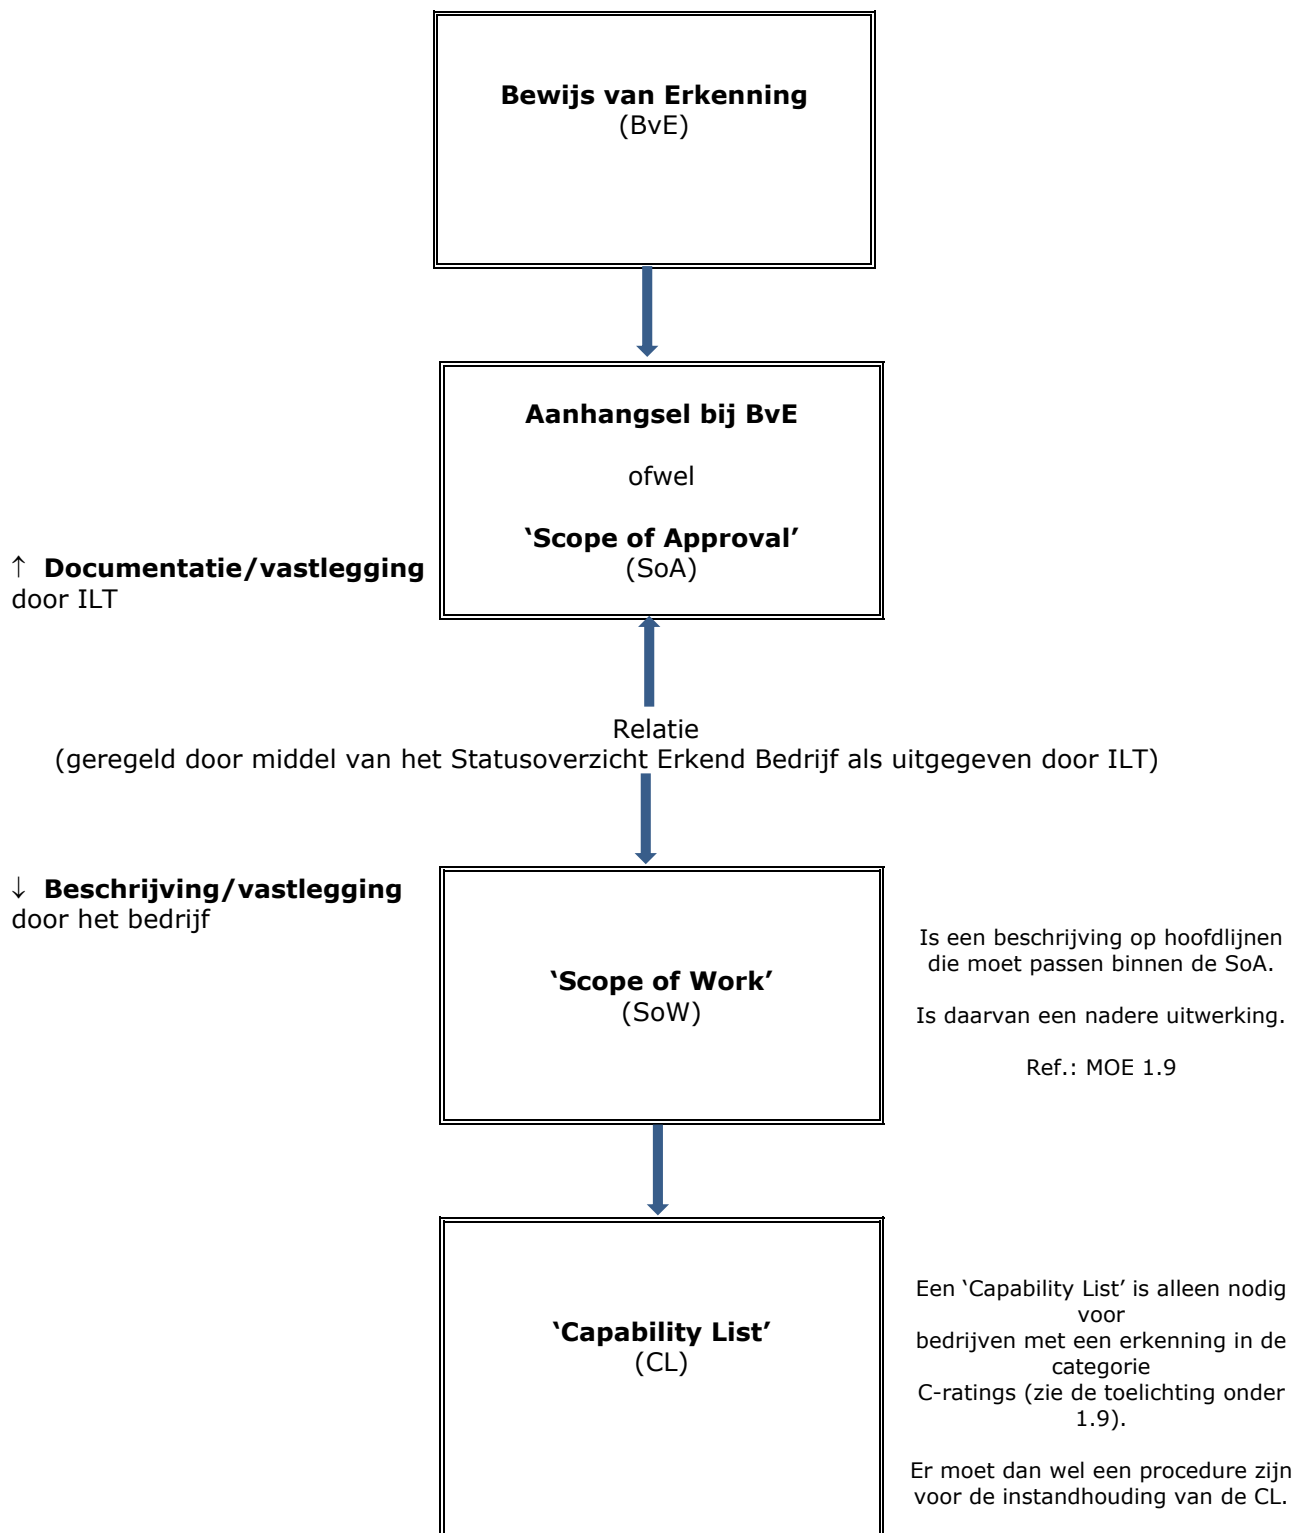 Bewijs van Erkenning
(BvE)
Aanhangsel bij BvE
ofwel
‘Scope of Approval’
(SoA)
↑ Documentatie/vastlegging
door ILT
Relatie
(geregeld door middel van het Statusoverzicht Erkend Bedrijf als uitgegeven door ILT)
↓ Beschrijving/vastlegging
door het bedrijf
‘Scope of Work’
(SoW)
Is een beschrijving op hoofdlijnen
die moet passen binnen de SoA.
Is daarvan een nadere uitwerking.
Ref.: MOE 1.9
‘Capability List’
(CL)
Een ‘Capability List’ is alleen nodig
voor
bedrijven met een erkenning in de
categorie
C-ratings (zie de toelichting onder
1.9).
Er moet dan wel een procedure zijn
voor de instandhouding van de CL.